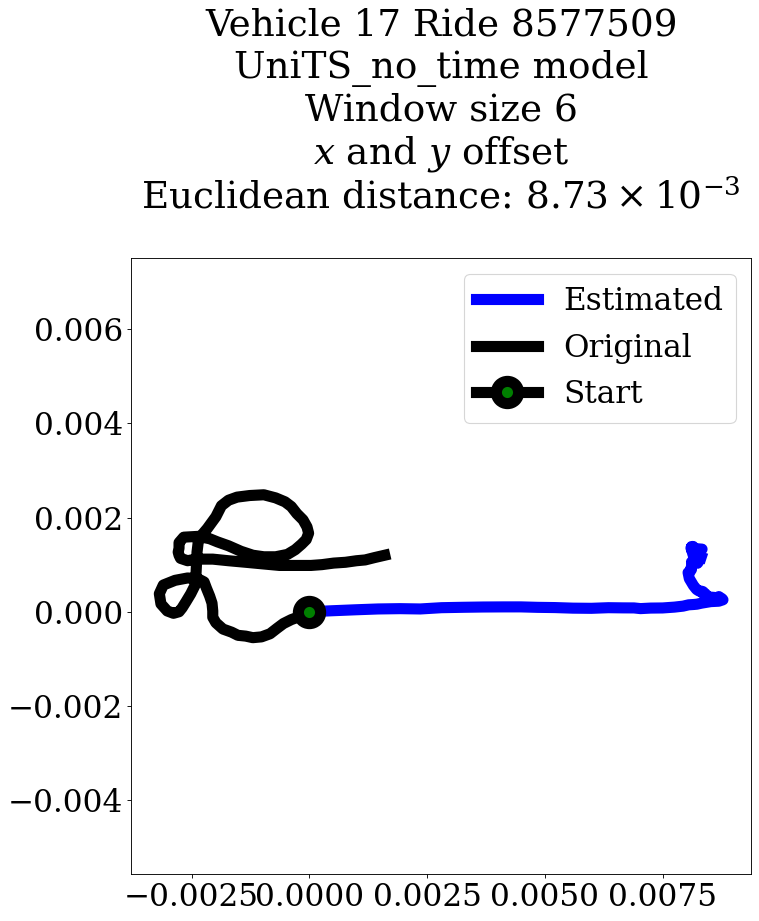 Vehicle 17 Ride 8577509
UniTS_no_time model
Window size 6
x and y offset
Euclidean distance: 8.73 × 10⁻³
Estimated
Original
Start
0.006
0.004
0.002
0.000
−0.002
−0.004
−0.0025 0.0000 0.0025 0.0050 0.0075